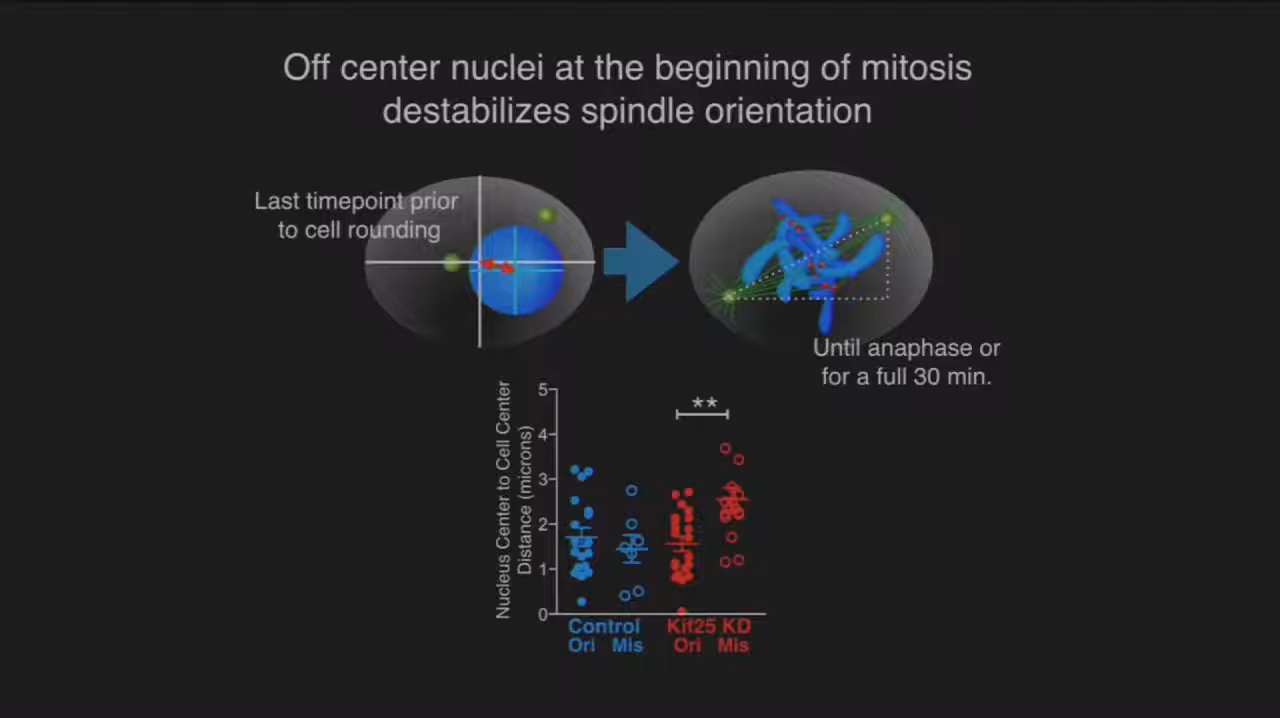 Off center nuclei at the beginning of mitosis
destabilizes spindle orientation
Last timepoint prior
to cell rounding
Until anaphase or
for a full 30 min.
Nucleus Center to Cell Center
Distance (microns)
5
4
3
2
1
0
**
Control
Ori Mis
Kif25 KD
Ori Mis